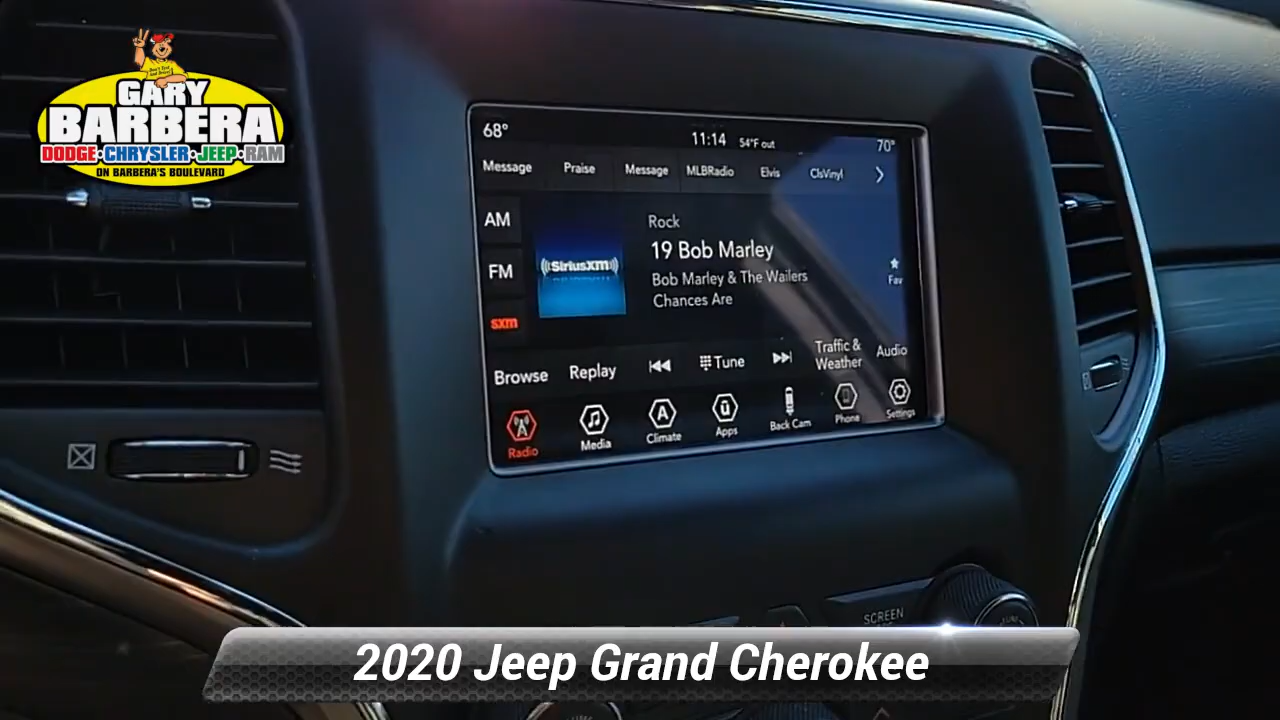 GARY
BARBERA
DODGE•CHRYSLER•JEEP•RAM
ON BARBERA'S BOULEVARD
68° 11:14 54°F out 70°
Message Praise Message MLBRadio Elvis ClsVinyl
AM
FM
sxm
((SiriusXM))
Rock
19 Bob Marley
Bob Marley & The Wailers
Chances Are
Fav
Browse Replay Tune Traffic & Weather Audio
Radio Media Climate Apps Back Cam Phone Settings
SCREEN
2020 Jeep Grand Cherokee